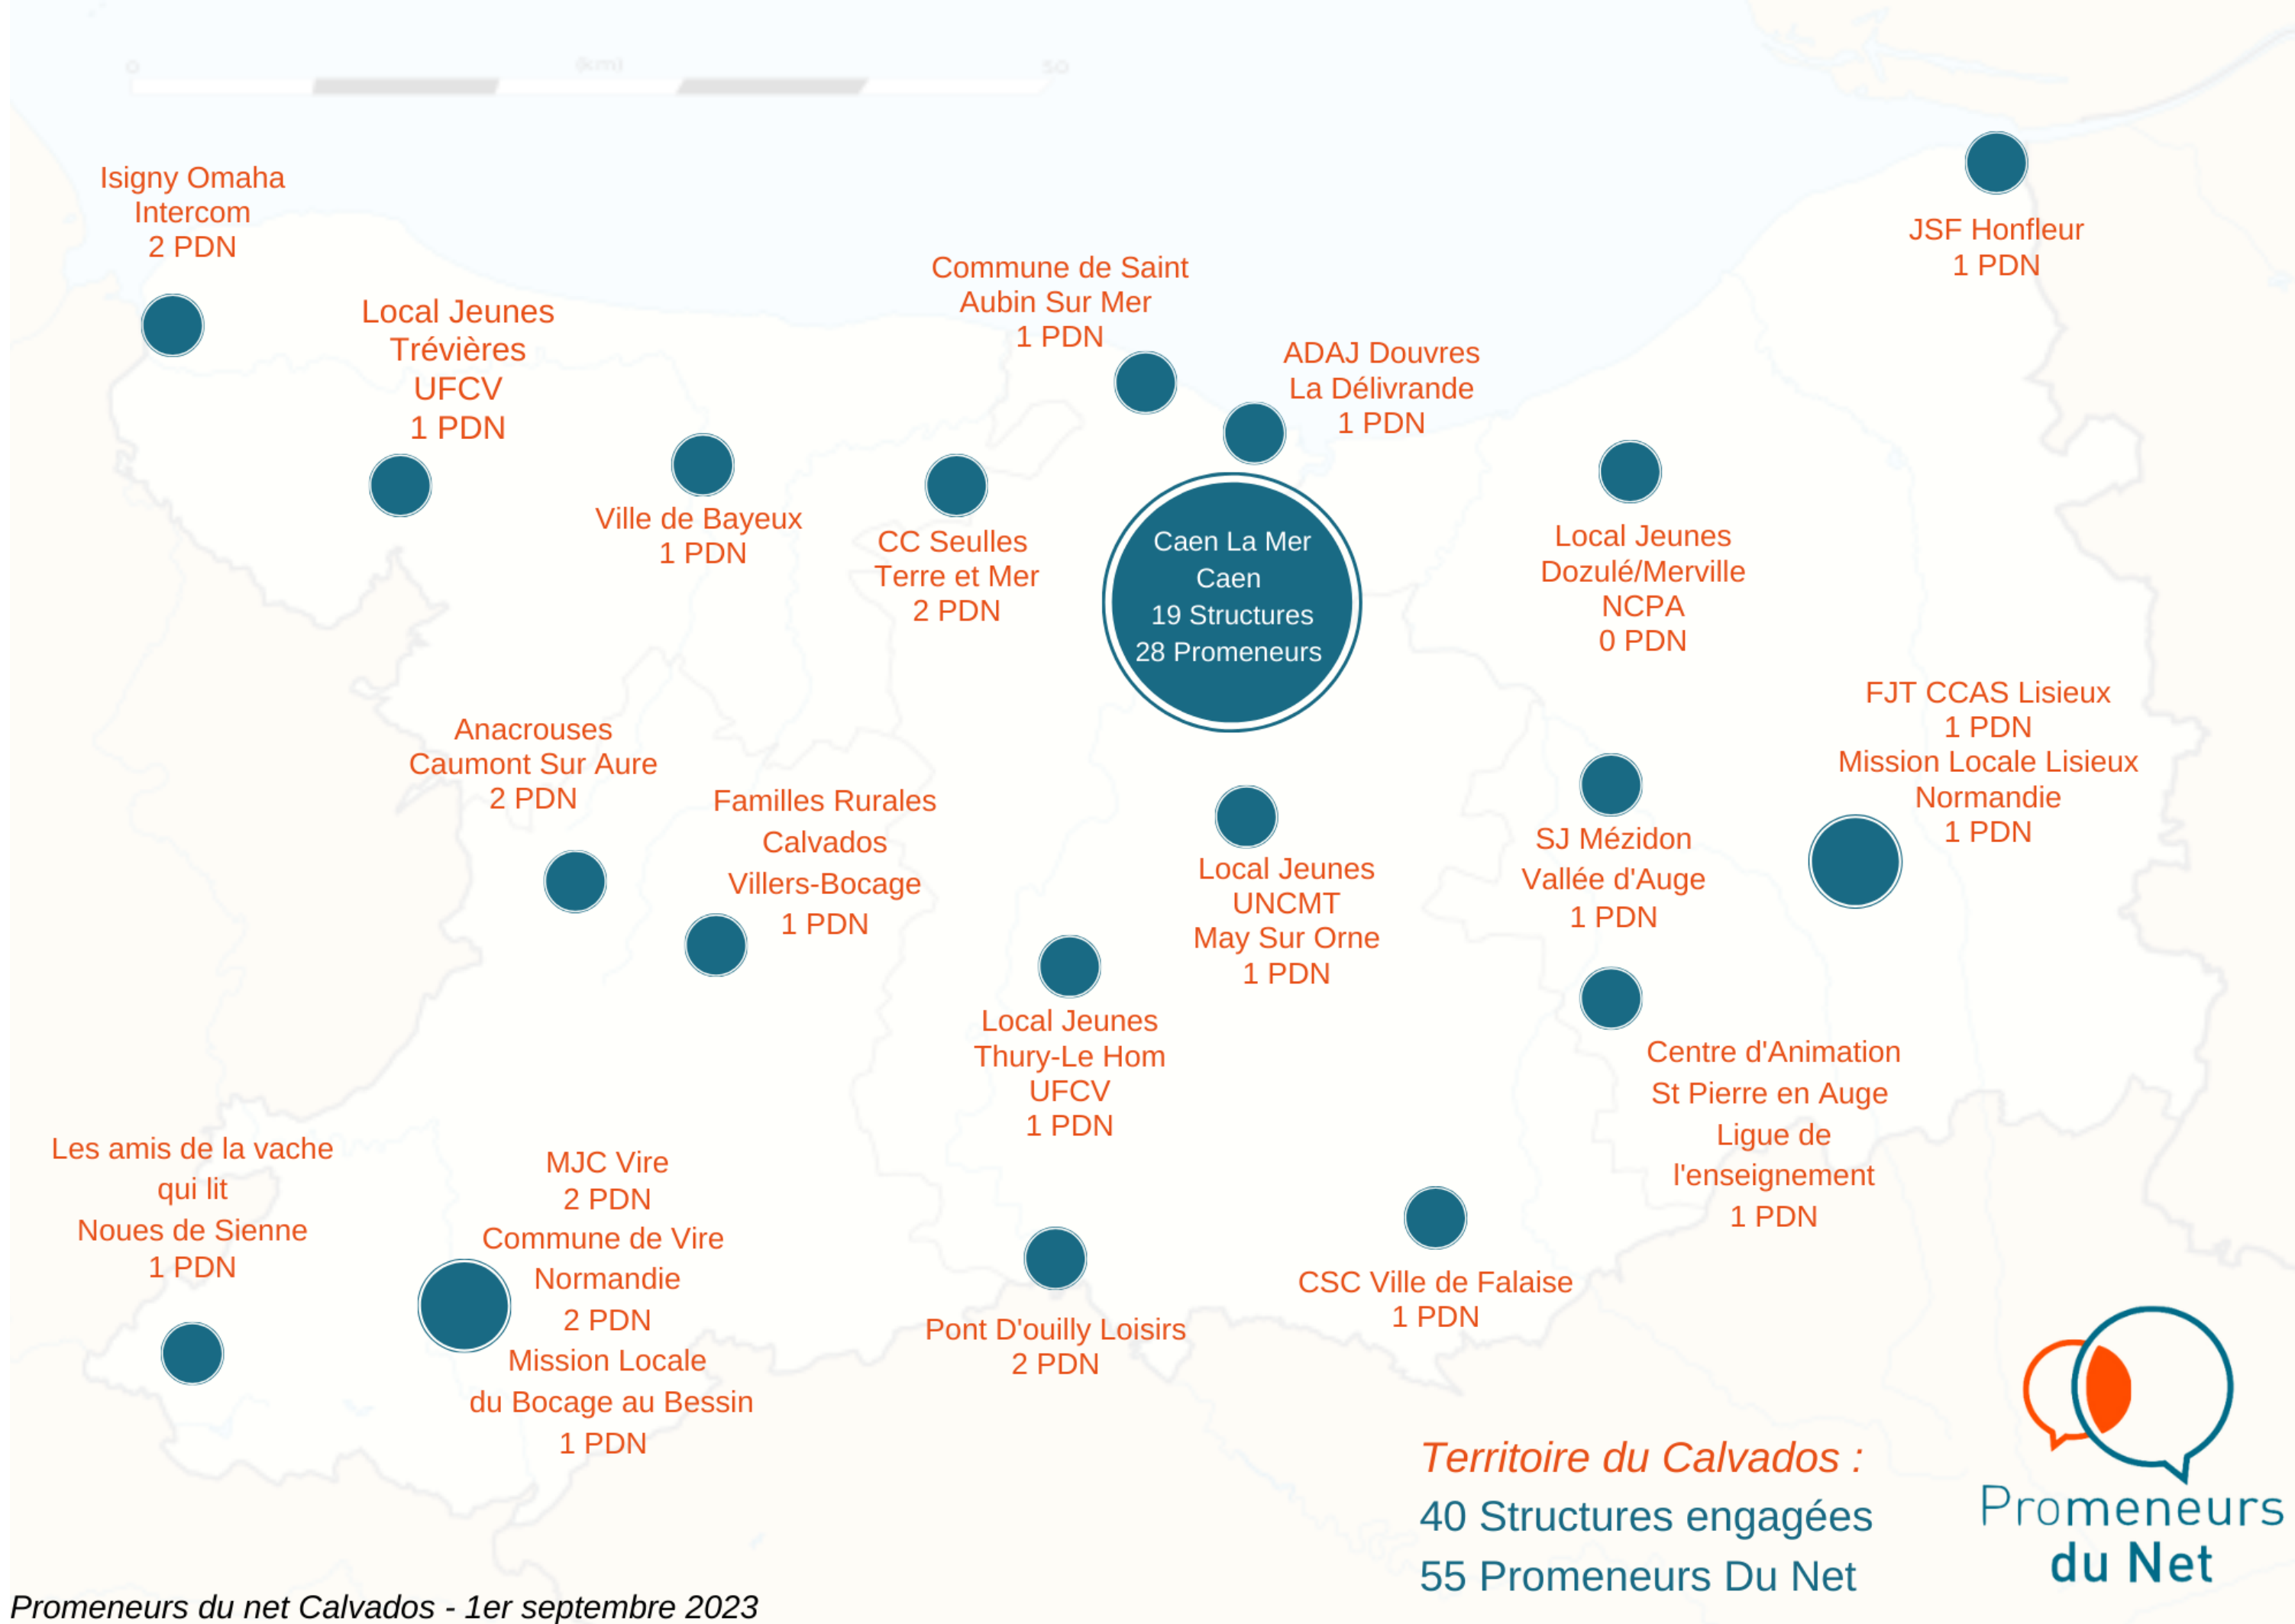 0 (km) 50
Isigny Omaha
Intercom
2 PDN
JSF Honfleur
1 PDN
Commune de Saint
Aubin Sur Mer
1 PDN
Local Jeunes
Trévières
UFCV
1 PDN
ADAJ Douvres
La Délivrande
1 PDN
Ville de Bayeux
1 PDN
CC Seulles
Terre et Mer
2 PDN
Caen La Mer
Caen
19 Structures
28 Promeneurs
Local Jeunes
Dozulé/Merville
NCPA
0 PDN
FJT CCAS Lisieux
1 PDN
Mission Locale Lisieux
Normandie
1 PDN
Anacrouses
Caumont Sur Aure
2 PDN
Familles Rurales
Calvados
Villers-Bocage
1 PDN
Local Jeunes
UNCMT
May Sur Orne
1 PDN
SJ Mézidon
Vallée d'Auge
1 PDN
Local Jeunes
Thury-Le Hom
UFCV
1 PDN
Centre d'Animation
St Pierre en Auge
Ligue de
l'enseignement
1 PDN
Les amis de la vache
qui lit
Noues de Sienne
1 PDN
MJC Vire
2 PDN
Commune de Vire
Normandie
2 PDN
Mission Locale
du Bocage au Bessin
1 PDN
Pont D'ouilly Loisirs
2 PDN
CSC Ville de Falaise
1 PDN
Territoire du Calvados :
40 Structures engagées
55 Promeneurs Du Net
Promeneurs
du Net
Promeneurs du net Calvados - 1er septembre 2023